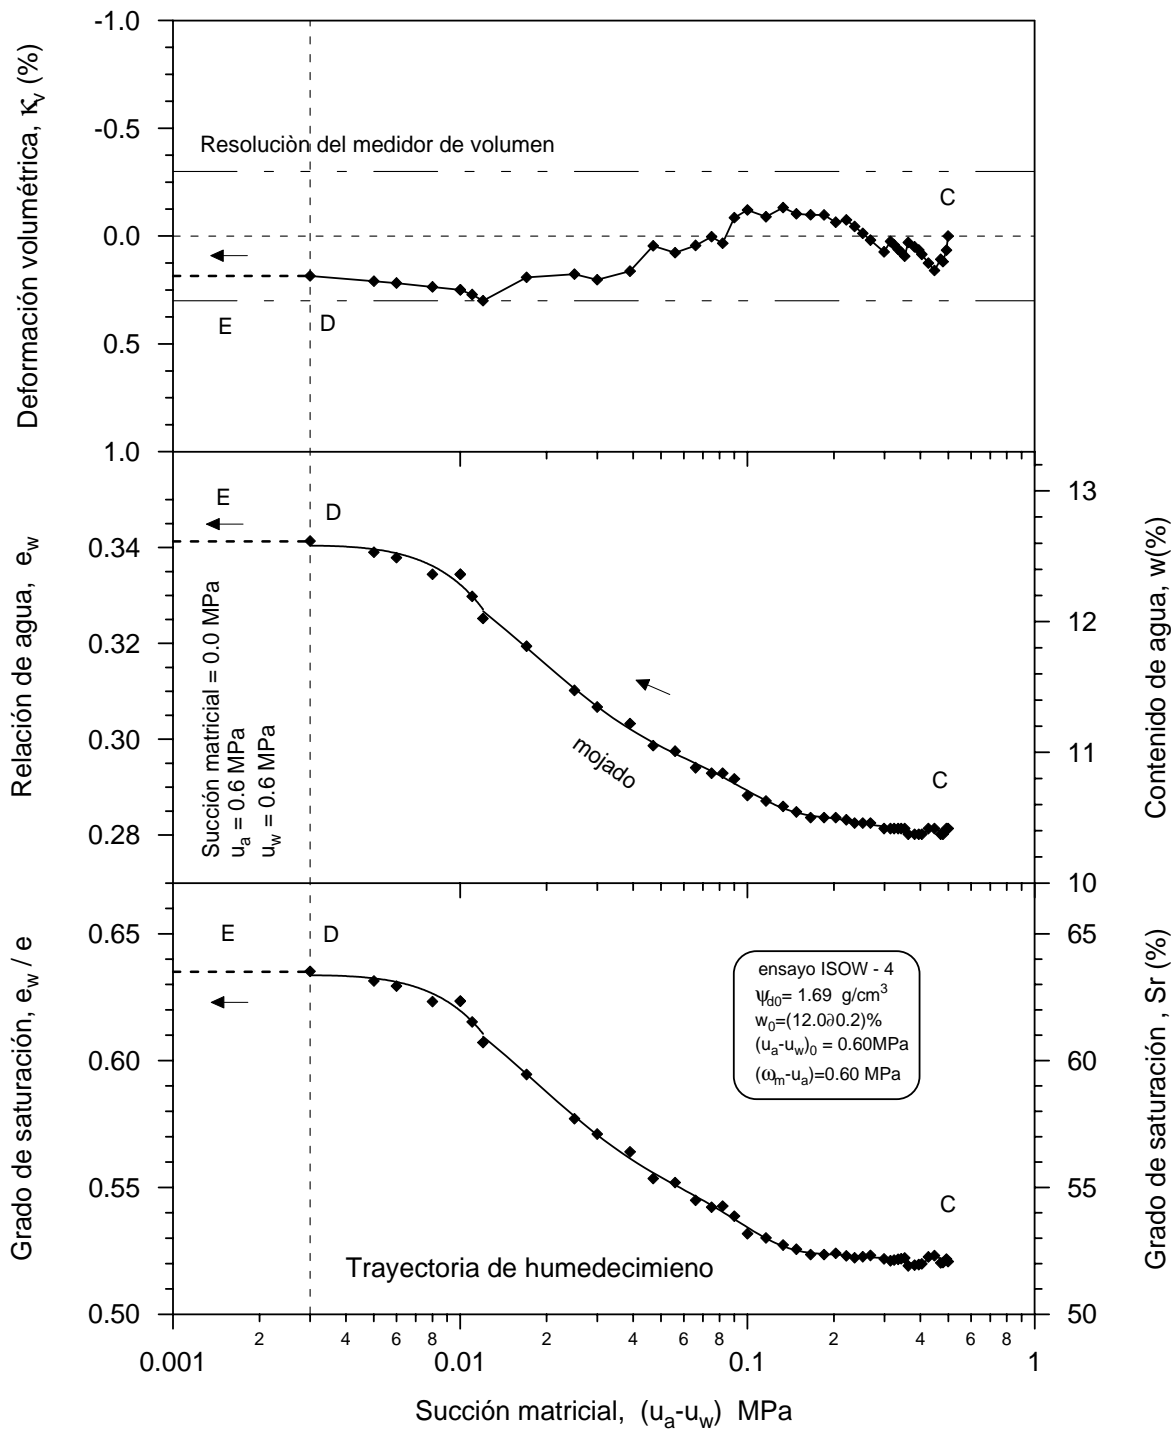 Deformación volumétrica, κv (%)
-1.0
-0.5
0.0
0.5
1.0
Resoluciòn del medidor de volumen
C
E
D
Relación de agua, ew
0.34
0.32
0.30
0.28
E
D
Succión matricial = 0.0 MPa
ua = 0.6 MPa
uw = 0.6 MPa
mojado
C
13
12
11
10
Contenido de agua, w(%)
Grado de saturación, ew / e
0.65
0.60
0.55
0.50
E
D
ensayo ISOW - 4
ψd0= 1.69 g/cm3
w0=(12.0∂0.2)%
(ua-uw)0 = 0.60MPa
(ωm-ua)=0.60 MPa
C
Trayectoria de humedecimieno
65
60
55
50
Grado de saturación , Sr (%)
2 4 6 8 2 4 6 8 2 4 6 8
0.001 0.01 0.1 1
Succión matricial, (ua-uw) MPa